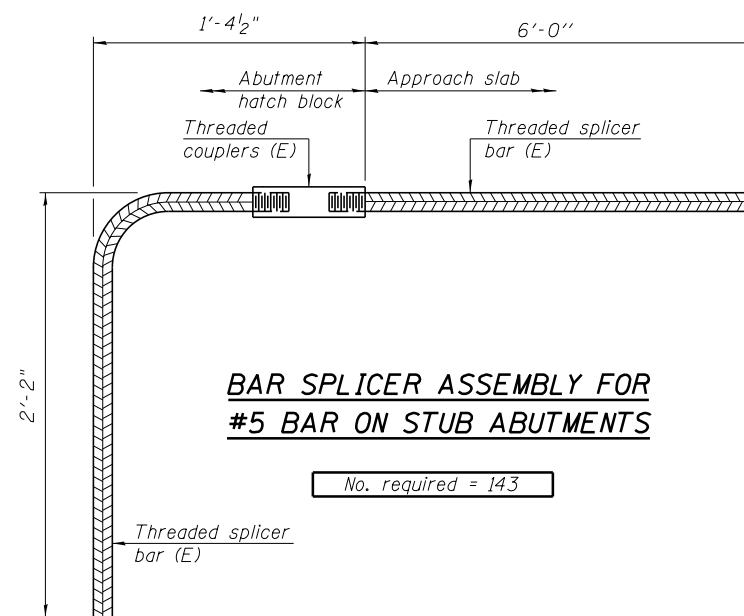 1'-4½"
6'-0"
Abutment
hatch block
Approach slab
Threaded
couplers (E)
Threaded splicer
bar (E)
2'-2"
BAR SPLICER ASSEMBLY FOR
#5 BAR ON STUB ABUTMENTS
No. required = 143
Threaded splicer
bar (E)